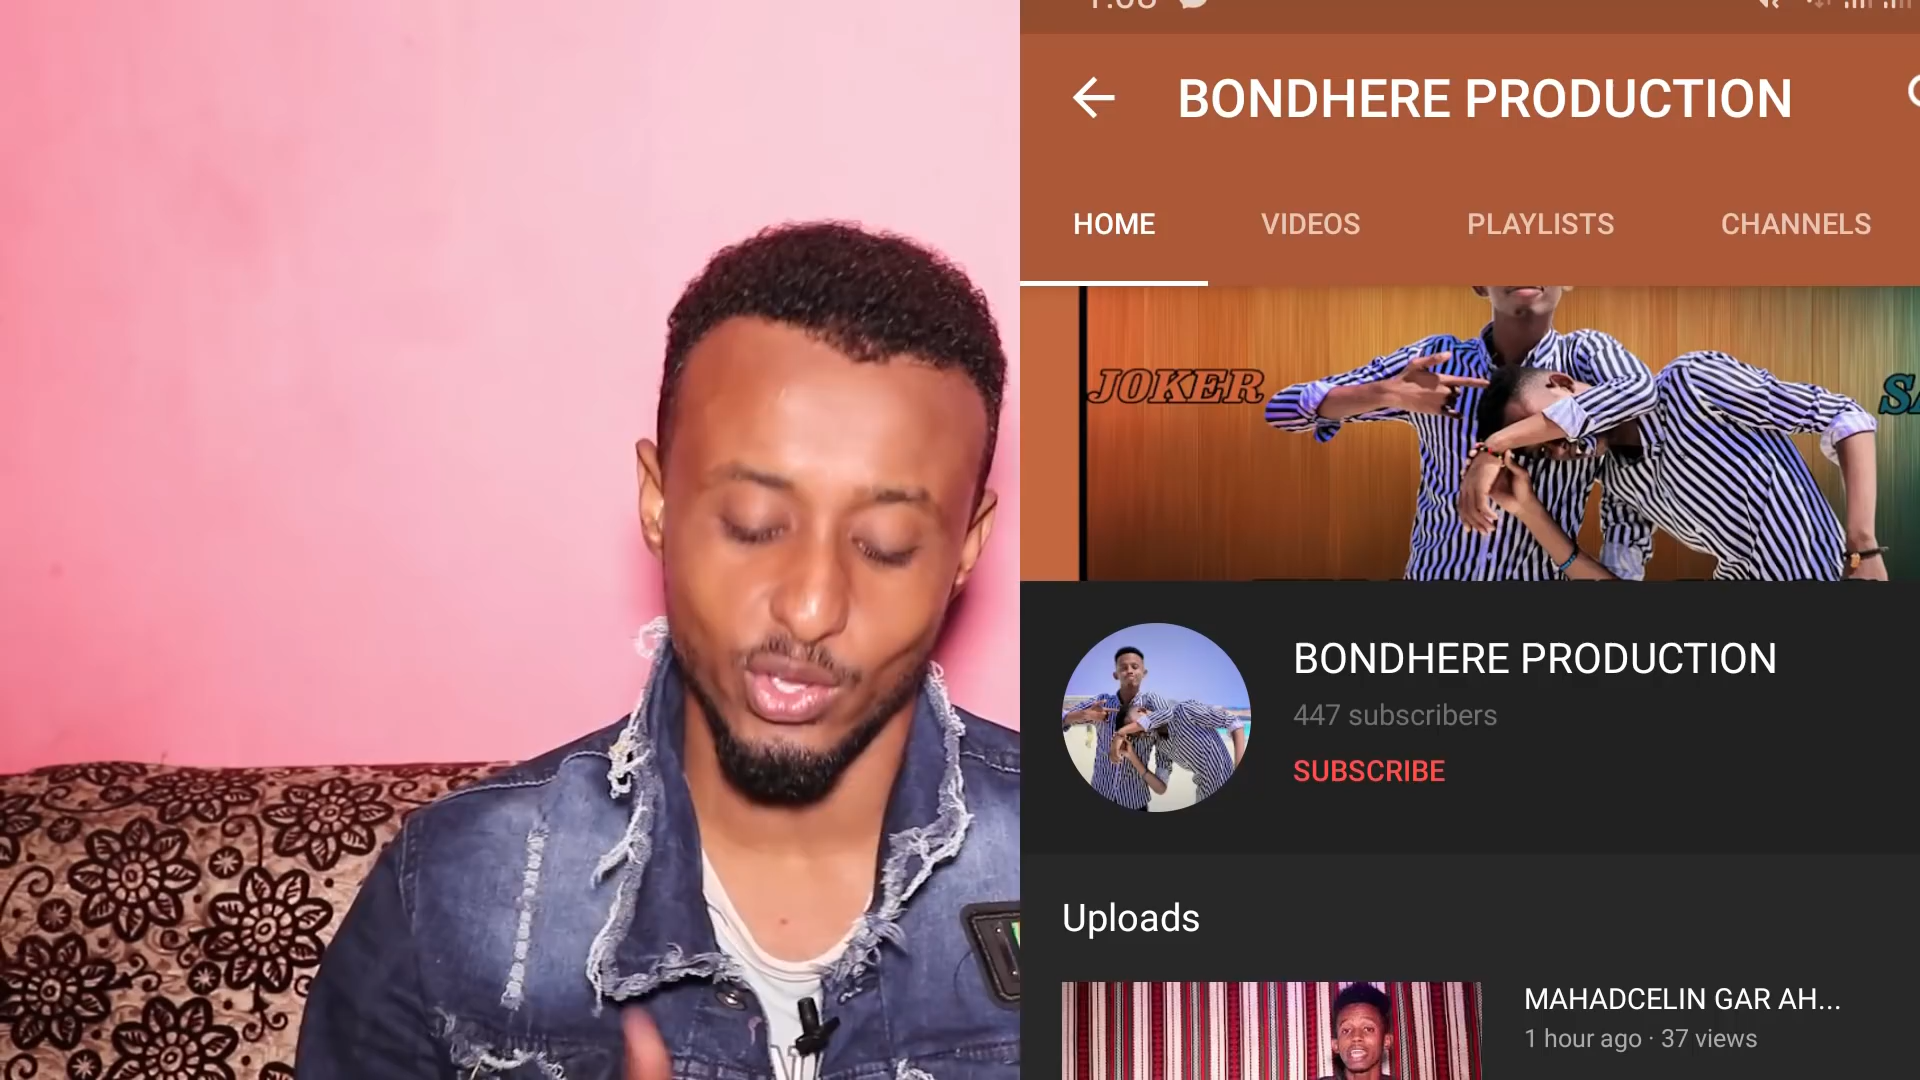 BONDHERE PRODUCTION
HOME VIDEOS PLAYLISTS CHANNELS
JOKER
BONDHERE PRODUCTION
447 subscribers
SUBSCRIBE
Uploads
MAHADCELIN GAR AH...
1 hour ago · 37 views